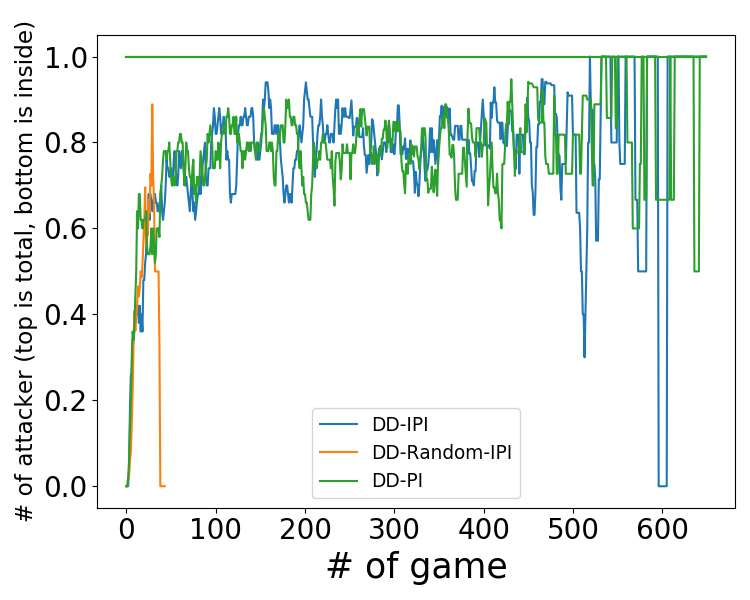 # of attacker (top is total, bottom is inside)
1.0
0.8
0.6
0.4
0.2
0.0
DD-IPI
DD-Random-IPI
DD-PI
0 100 200 300 400 500 600
# of game